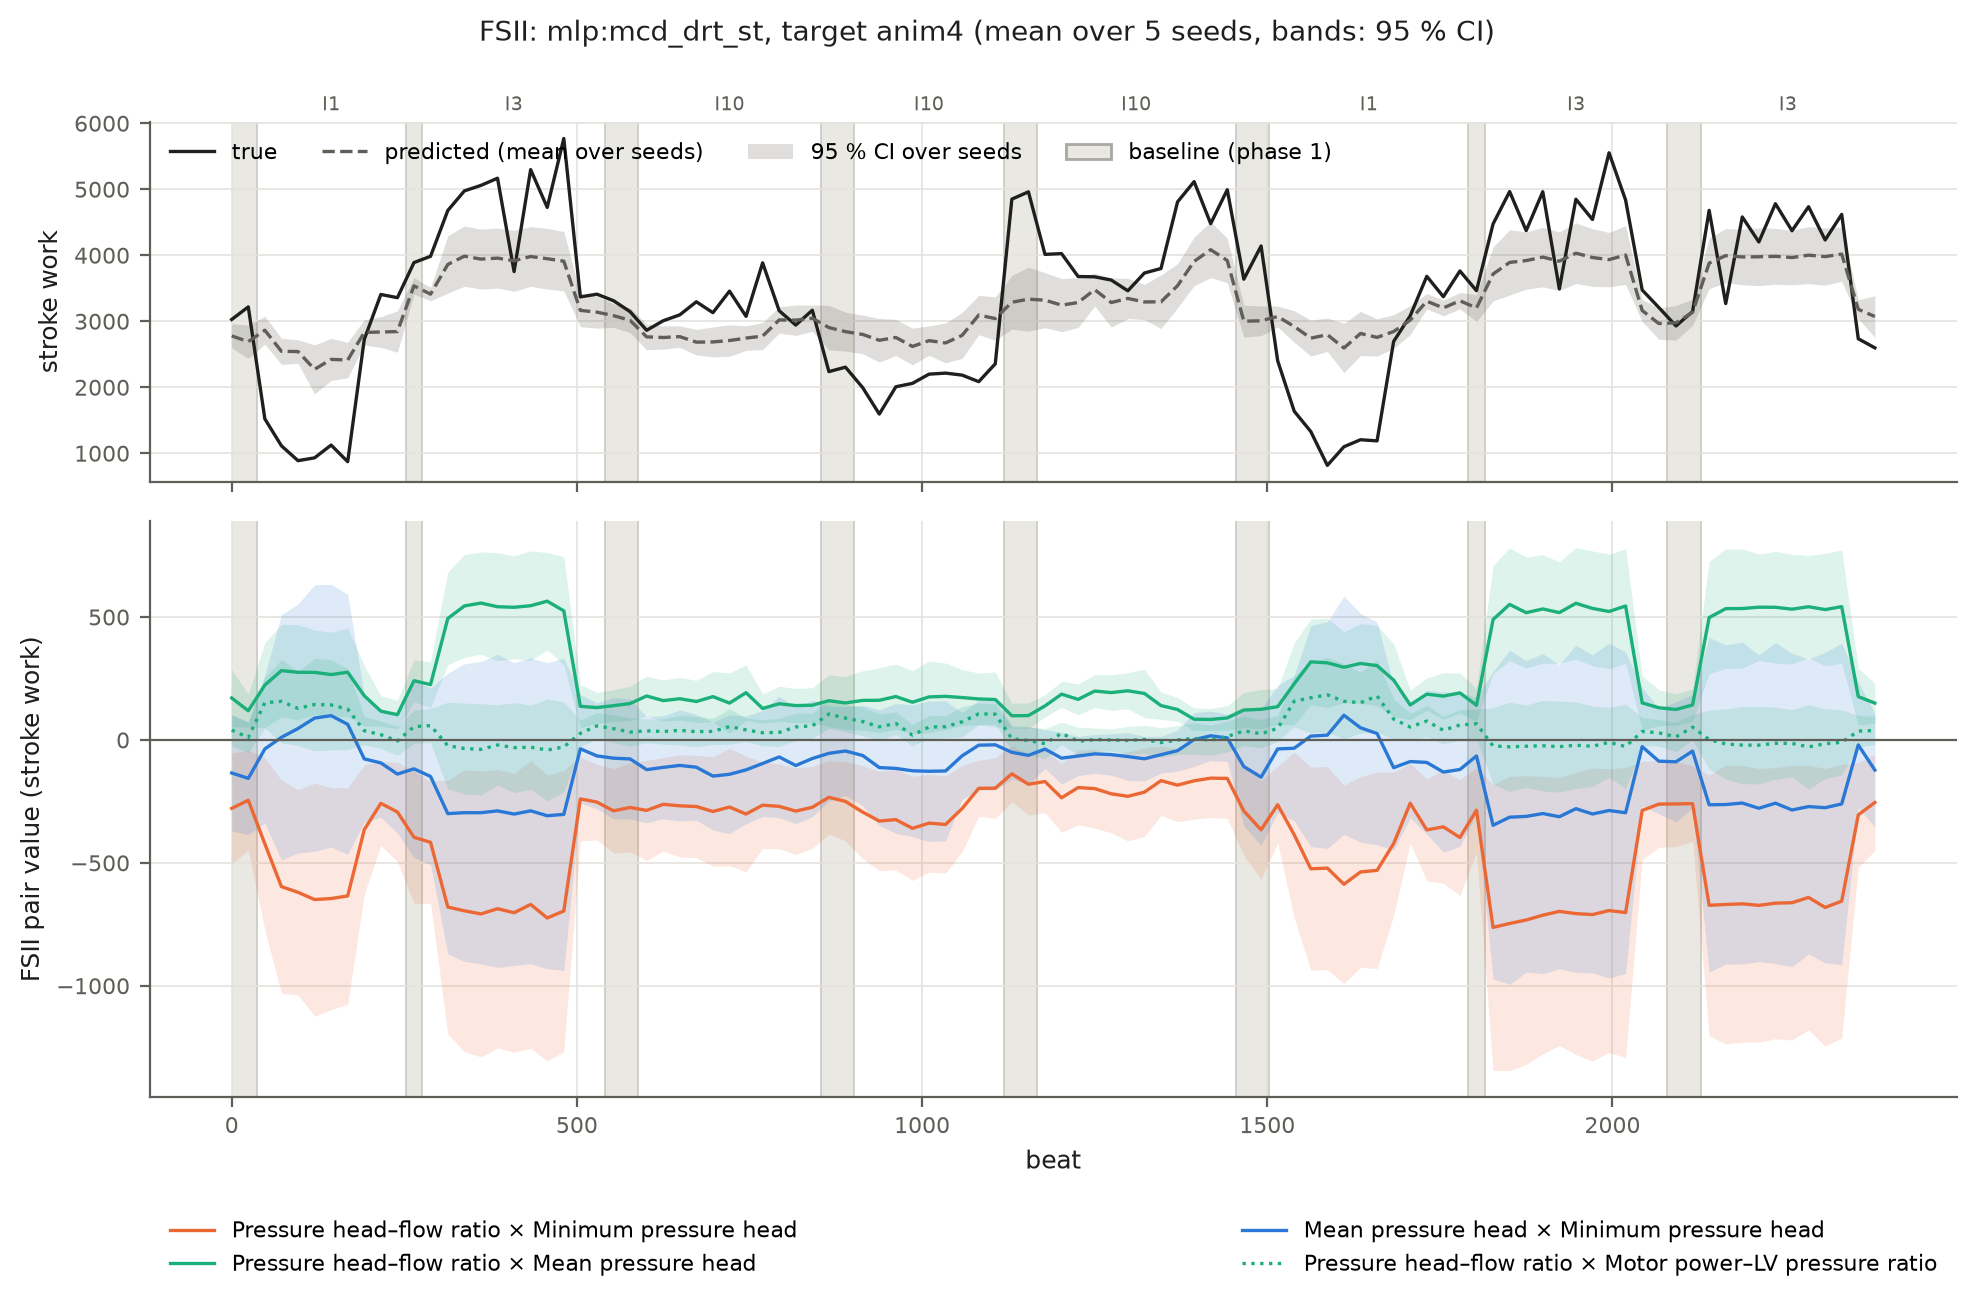 FSII: mlp:mcd_drt_st, target anim4 (mean over 5 seeds, bands: 95 % CI)
I1 I3 I10 I10 I10 I1 I3 I3
true predicted (mean over seeds) 95 % CI over seeds baseline (phase 1)
stroke work
6000
5000
4000
3000
2000
1000
FSII pair value (stroke work)
500
0
−500
−1000
0 500 1000 1500 2000
beat
Pressure head–flow ratio × Minimum pressure head
Pressure head–flow ratio × Mean pressure head
Mean pressure head × Minimum pressure head
Pressure head–flow ratio × Motor power–LV pressure ratio